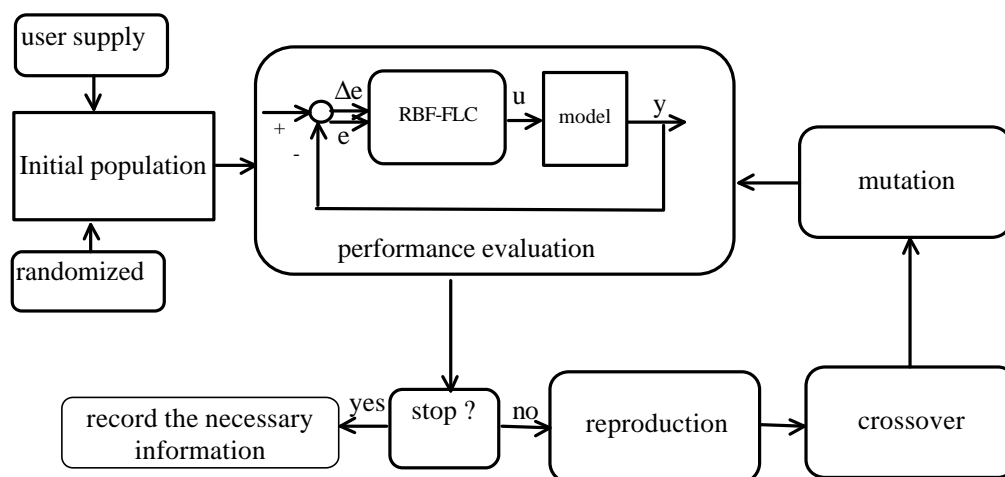 user supply
Initial population
randomized
Δe
+
-
e
RBF-FLC
u
model
y
performance evaluation
mutation
yes
stop ?
no
record the necessary
information
reproduction
crossover